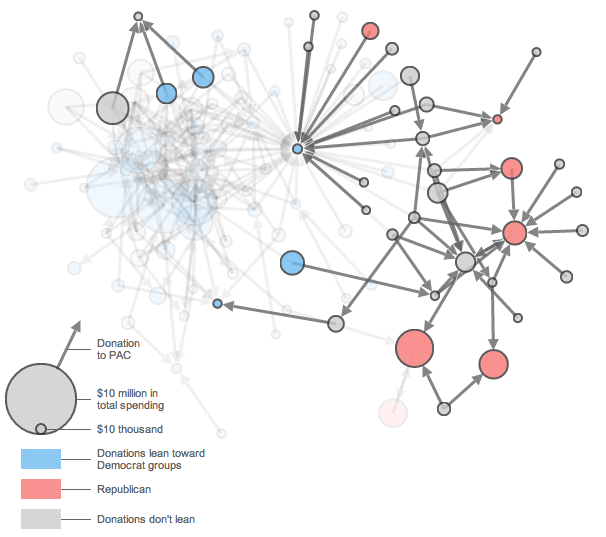 Donation
to PAC
$10 million in
total spending
$10 thousand
Donations lean toward
Democrat groups
Republican
Donations don't lean